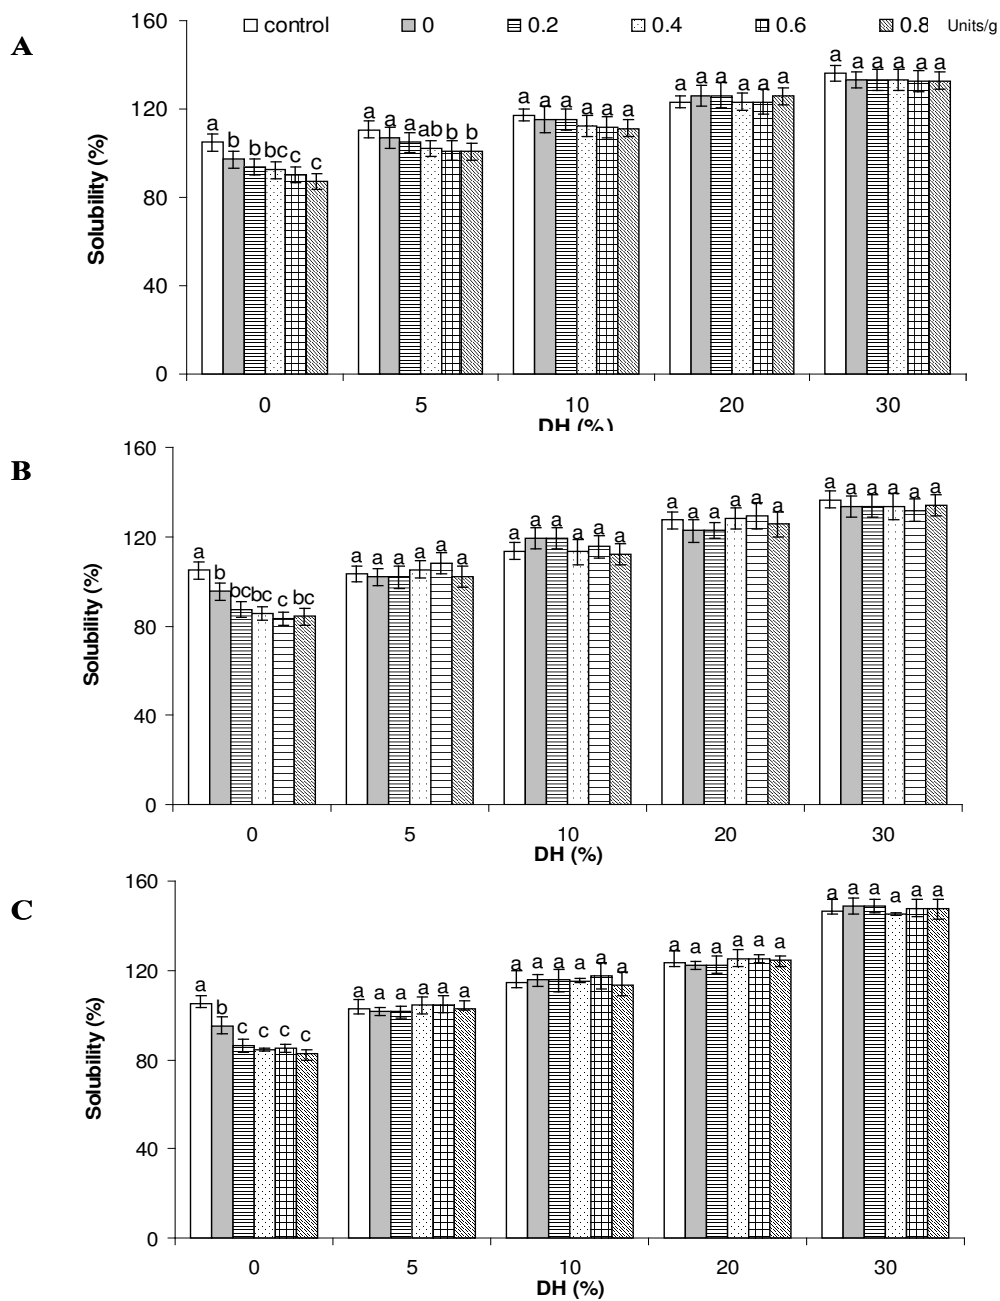 160 control 0 0.2 0.4 0.6 0.8 Units/g
A
a a a a a a
a a a a a a
120
a a a a a a
a a a ab b b
a b b bc c c
Solubility (%)
80
40
0
0 5 10 20 30
DH (%)
160
B
a a a a a a
a a a a a a
120
a a a a a a
a a a a a a
a b bc bc c bc
Solubility (%)
80
40
0
0 5 10 20 30
DH (%)
160
C
a a a a a a
120
a a a a a a
a a a a a a
a a a a a a
a b c c c c
Solubility (%)
80
40
0
0 5 10 20 30
DH (%)